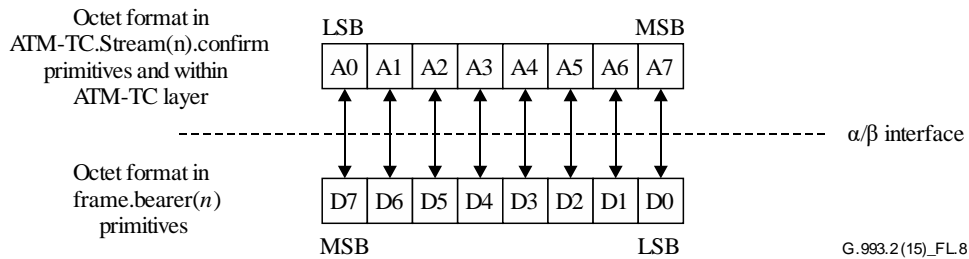 Octet format in
ATM-TC.Stream(n).confirm
primitives and within
ATM-TC layer
LSB MSB
A0 A1 A2 A3 A4 A5 A6 A7
α/β interface
Octet format in
frame.bearer(n)
primitives
D7 D6 D5 D4 D3 D2 D1 D0
MSB LSB
G.993.2(15)_FL.8